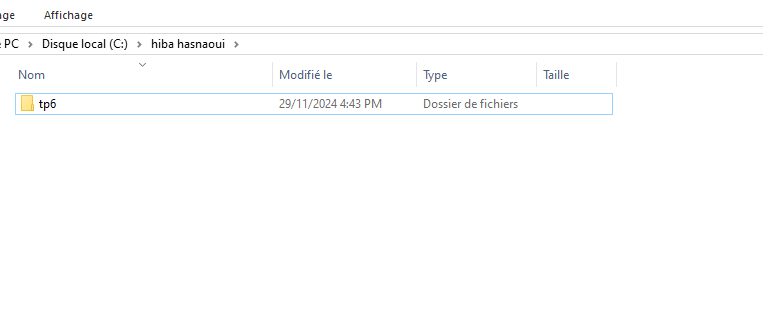 Affichage
PC > Disque local (C:) > hiba hasnaoui >
Nom Modifié le Type Taille
tp6 29/11/2024 4:43 PM Dossier de fichiers